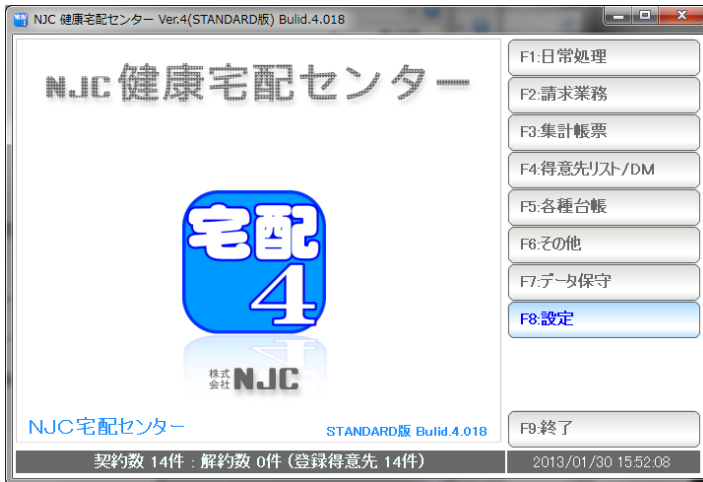 NJC 健康宅配センター Ver.4(STANDARD版) Bulid.4.018
NJC 健康宅配センター
宅配
4
株式会社 NJC
NJC宅配センター
STANDARD版 Bulid.4.018
契約数 14件 : 解約数 0件 (登録得意先 14件)
F1:日常処理
F2:請求業務
F3:集計帳票
F4:得意先リスト/DM
F5:各種台帳
F6:その他
F7:データ保守
F8:設定
F9:終了
2013/01/30 15:52:08